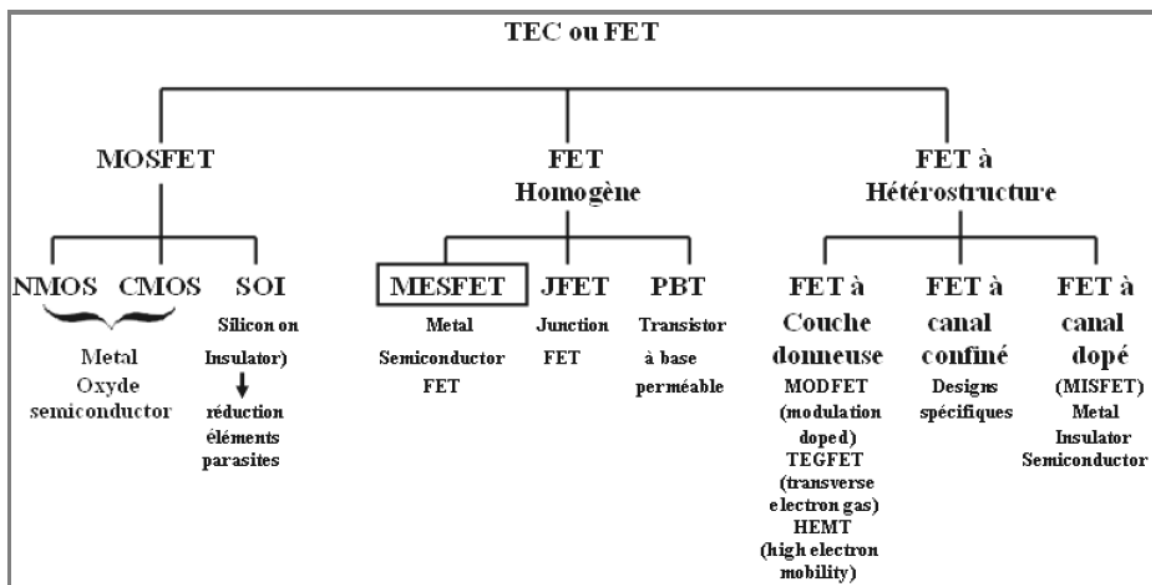 TEC ou FET
MOSFET
FET
Homogène
FET à
Hétérostructure
NMOS CMOS
Metal
Oxyde
semiconductor
SOI
Silicon on
Insulator)
réduction
éléments
parasites
MESFET
Metal
Semiconductor
FET
JFET
Junction
FET
PBT
Transistor
à base
perméable
FET à
Couche
donneuse
MODFET
(modulation
doped)
TEGFET
(transverse
electron gas)
HEMT
(high electron
mobility)
FET à
canal
confiné
Designs
spécifiques
FET à
canal
dopé
(MISFET)
Metal
Insulator
Semiconductor